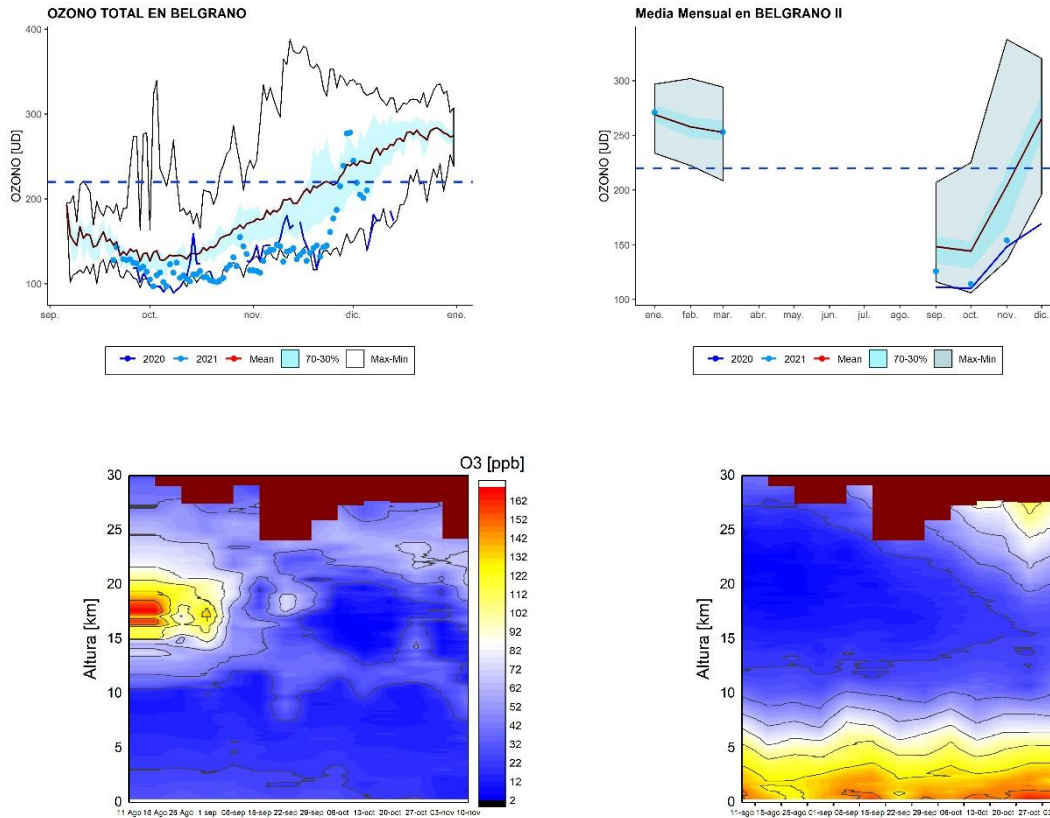 OZONO TOTAL EN BELGRANO
OZONO [UD]
400
300
200
100
sep.
oct.
nov.
dic.
ene.
2020
2021
Mean
70-30%
Max-Min
Media Mensual en BELGRANO II
OZONO [UD]
300
250
200
150
100
ene.
feb.
mar.
abr.
may.
jun.
jul.
ago.
sep.
oct.
nov.
dic.
2020
2021
Mean
70-30%
Max-Min
O3 [ppb]
Altura [km]
30
25
20
15
10
5
0
162
152
142
132
122
112
102
92
82
72
62
52
42
32
22
12
2
11 Ago 18 Ago 25 Ago 1 sep 08-sep 15-sep 22-sep 29-sep 06-oct 13-oct 20-oct 27-oct 03-nov 10-nov
Altura [km]
30
25
20
15
10
5
0
11-ago 18-ago 25-ago 01-sep 08-sep 15-sep 22-sep 29-sep 06-oct 13-oct 20-oct 27-oct 03